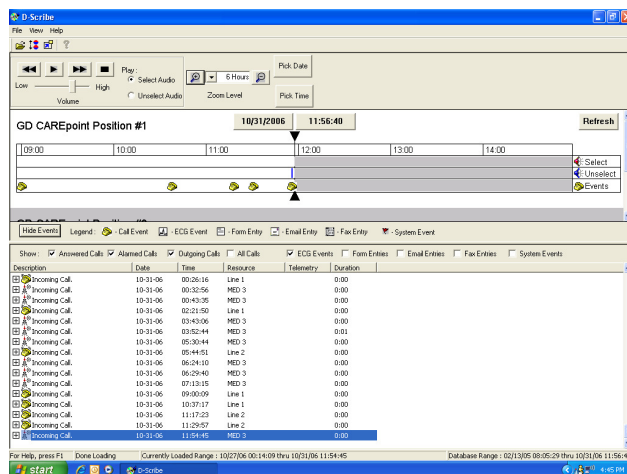 D-Scribe
File View Help
Play:
Select Audio
Unselect Audio
Low
High
Volume
6 Hours
Zoom Level
Pick Date
Pick Time
GD CAREpoint Position #1
10/31/2006
11:56:40
Refresh
09:00 10:00 11:00 12:00 13:00 14:00
Select
Unselect
Events
Hide Events Legend: - Call Event - ECG Event - Form Entry - Email Entry - Fax Entry - System Event
Show: Answered Calls Alarmed Calls Outgoing Calls All Calls ECG Events Form Entries Email Entries Fax Entries System Events
Description Date Time Resource Telemetry Duration
Incoming Call. 10-31-06 00:26:16 Line 1 0:00
Incoming Call. 10-31-06 00:32:56 MED 3 0:00
Incoming Call. 10-31-06 00:43:35 MED 3 0:00
Incoming Call. 10-31-06 02:21:50 Line 1 0:00
Incoming Call. 10-31-06 03:43:06 MED 3 0:00
Incoming Call. 10-31-06 03:52:44 MED 3 0:01
Incoming Call. 10-31-06 05:30:44 MED 3 0:00
Incoming Call. 10-31-06 05:44:51 Line 2 0:00
Incoming Call. 10-31-06 06:24:10 MED 3 0:00
Incoming Call. 10-31-06 06:29:40 MED 3 0:00
Incoming Call. 10-31-06 07:13:15 MED 3 0:00
Incoming Call. 10-31-06 09:00:09 Line 1 0:00
Incoming Call. 10-31-06 10:37:17 Line 1 0:00
Incoming Call. 10-31-06 11:17:23 Line 2 0:00
Incoming Call. 10-31-06 11:29:57 Line 2 0:00
Incoming Call. 10-31-06 11:54:45 MED 3 0:00
For Help, press F1 Done Loading Currently Loaded Range : 10/27/06 00:14:09 thru 10/31/06 11:54:45 Database Range : 02/13/05 08:05:29 thru 10/31/06 11:56:4
start D-Scribe 4:45 PM